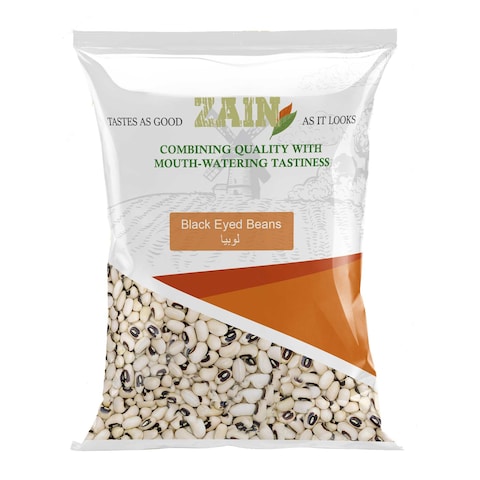 ZAIN
TASTES AS GOOD AS IT LOOKS
COMBINING QUALITY WITH
MOUTH-WATERING TASTINESS
Black Eyed Beans
لوبيا